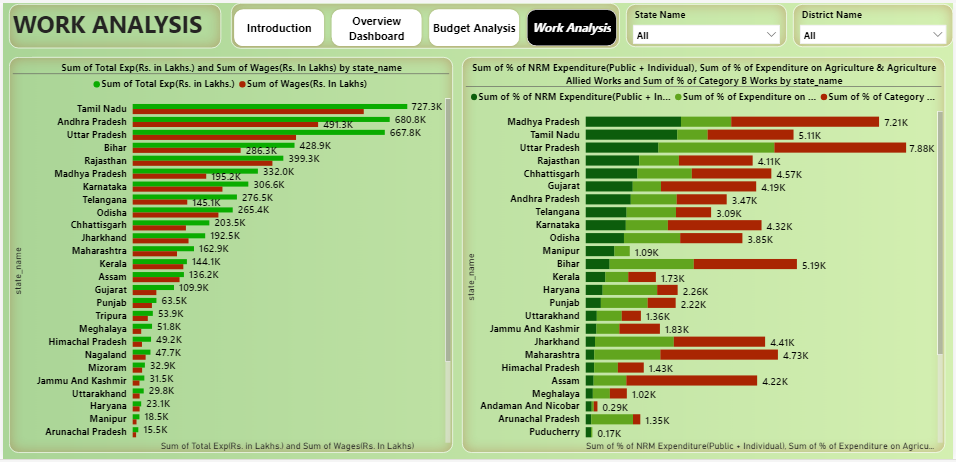 WORK ANALYSIS
Introduction
Overview
Dashboard
Budget Analysis
Work Analysis
State Name
All
District Name
All
Sum of Total Exp(Rs. in Lakhs.) and Sum of Wages(Rs. In Lakhs) by state_name
Sum of Total Exp(Rs. in Lakhs.) Sum of Wages(Rs. In Lakhs)
state_name
Tamil Nadu 727.3K
Andhra Pradesh 680.8K
491.3K
Uttar Pradesh 667.8K
Bihar 428.9K
286.3K
Rajasthan 399.3K
Madhya Pradesh 332.0K
195.2K
Karnataka 306.6K
Telangana 276.5K
145.1K
Odisha 265.4K
Chhattisgarh 203.5K
Jharkhand 192.5K
Maharashtra 162.9K
Kerala 144.1K
Assam 136.2K
Gujarat 109.9K
Punjab 63.5K
Tripura 53.9K
Meghalaya 51.8K
Himachal Pradesh 49.2K
Nagaland 47.7K
Mizoram 32.9K
Jammu And Kashmir 31.5K
Uttarakhand 29.8K
Haryana 23.1K
Manipur 18.5K
Arunachal Pradesh 15.5K
Sum of Total Exp(Rs. in Lakhs.) and Sum of Wages(Rs. In Lakhs)
Sum of % of NRM Expenditure(Public + Individual), Sum of % of Expenditure on Agriculture & Agriculture
Allied Works and Sum of % of Category B Works by state_name
Sum of % of NRM Expenditure(Public + In... Sum of % of Expenditure on ... Sum of % of Category ...
state_name
Madhya Pradesh 7.21K
Tamil Nadu 5.11K
Uttar Pradesh 7.88K
Rajasthan 4.11K
Chhattisgarh 4.57K
Gujarat 4.19K
Andhra Pradesh 3.47K
Telangana 3.09K
Karnataka 4.32K
Odisha 3.85K
Manipur 1.09K
Bihar 5.19K
Kerala 1.73K
Haryana 2.26K
Punjab 2.22K
Uttarakhand 1.36K
Jammu And Kashmir 1.83K
Jharkhand 4.41K
Maharashtra 4.73K
Himachal Pradesh 1.43K
Assam 4.22K
Meghalaya 1.02K
Andaman And Nicobar 0.29K
Arunachal Pradesh 1.35K
Puducherry 0.17K
Sum of % of NRM Expenditure(Public + Individual), Sum of % of Expenditure on Agricu...